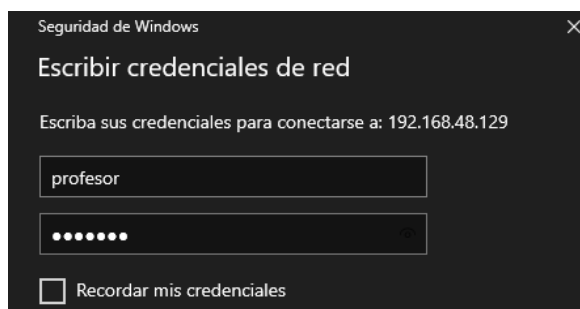 Seguridad de Windows
Escribir credenciales de red
Escriba sus credenciales para conectarse a: 192.168.48.129
profesor
●●●●●●●
Recordar mis credenciales